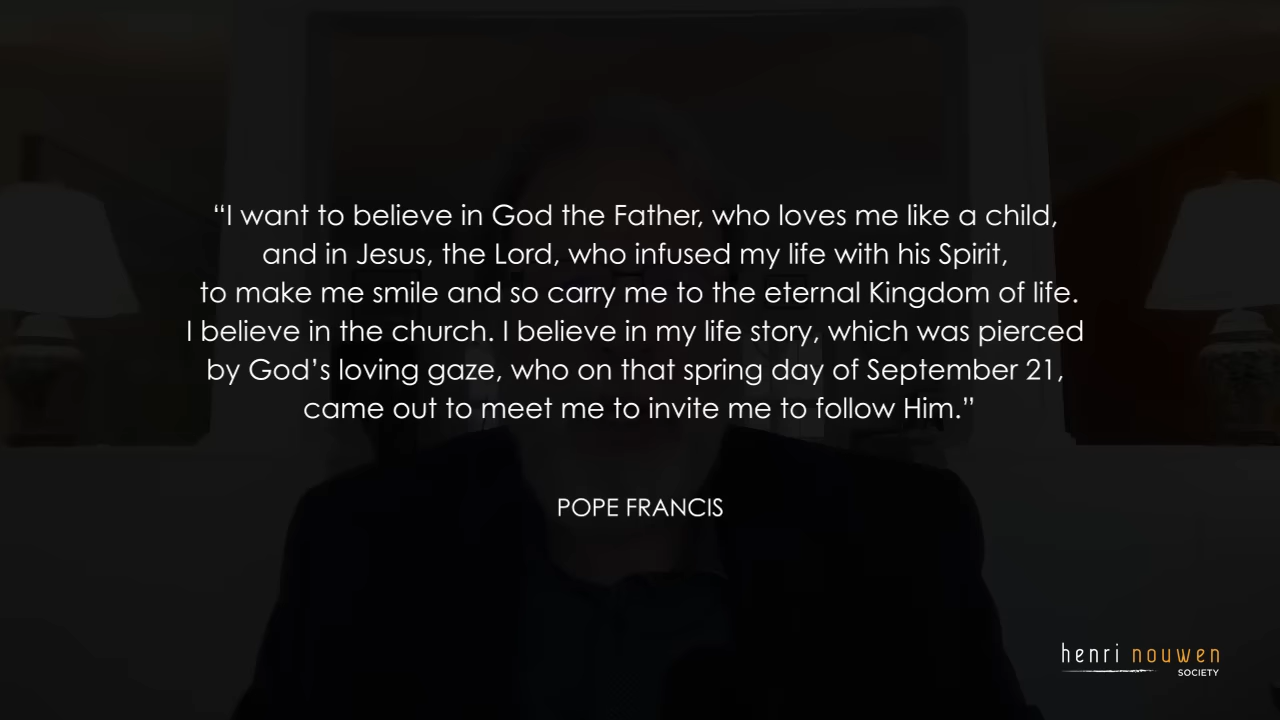 “I want to believe in God the Father, who loves me like a child,
and in Jesus, the Lord, who infused my life with his Spirit,
to make me smile and so carry me to the eternal Kingdom of life.
I believe in the church. I believe in my life story, which was pierced
by God’s loving gaze, who on that spring day of September 21,
came out to meet me to invite me to follow Him.”
POPE FRANCIS
henri nouwen
SOCIETY